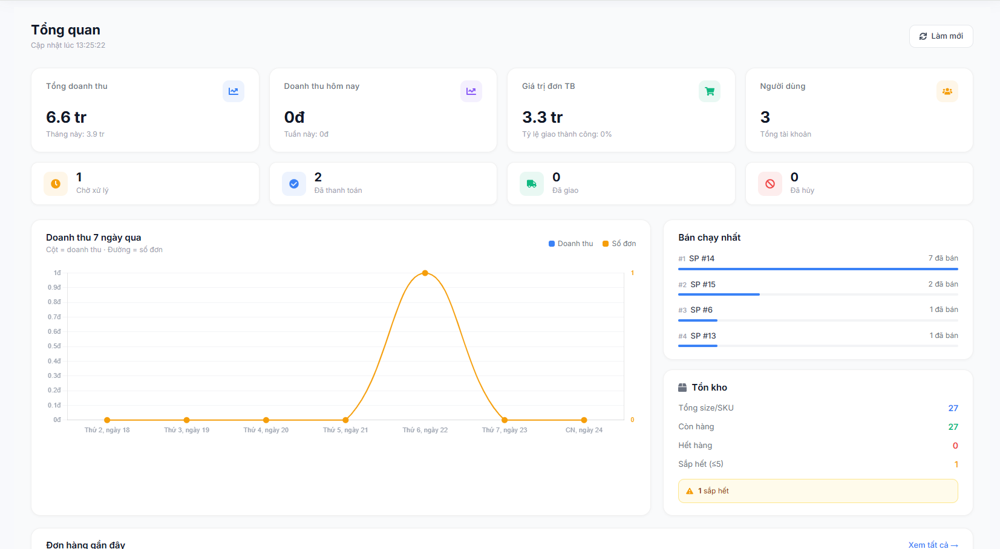 Tổng quan
Cập nhật lúc 13:25:22
Làm mới
Tổng doanh thu
6.6 tr
Tháng này: 3.9 tr
Doanh thu hôm nay
0đ
Tuần này: 0đ
Giá trị đơn TB
3.3 tr
Tỷ lệ giao thành công: 0%
Người dùng
3
Tổng tài khoản
1
Chờ xử lý
2
Đã thanh toán
0
Đã giao
0
Đã hủy
Doanh thu 7 ngày qua
Cột = doanh thu · Đường = số đơn
Doanh thu
Số đơn
1đ
0.9đ
0.8đ
0.7đ
0.6đ
0.5đ
0.4đ
0.3đ
0.2đ
0.1đ
0đ
1
0
Thứ 2, ngày 18
Thứ 3, ngày 19
Thứ 4, ngày 20
Thứ 5, ngày 21
Thứ 6, ngày 22
Thứ 7, ngày 23
CN, ngày 24
Bán chạy nhất
#1 SP #14 7 đã bán
#2 SP #15 2 đã bán
#3 SP #6 1 đã bán
#4 SP #13 1 đã bán
Tồn kho
Tổng size/SKU 27
Còn hàng 27
Hết hàng 0
Sắp hết (≤5) 1
1 sắp hết
Đơn hàng gần đây
Xem tất cả →